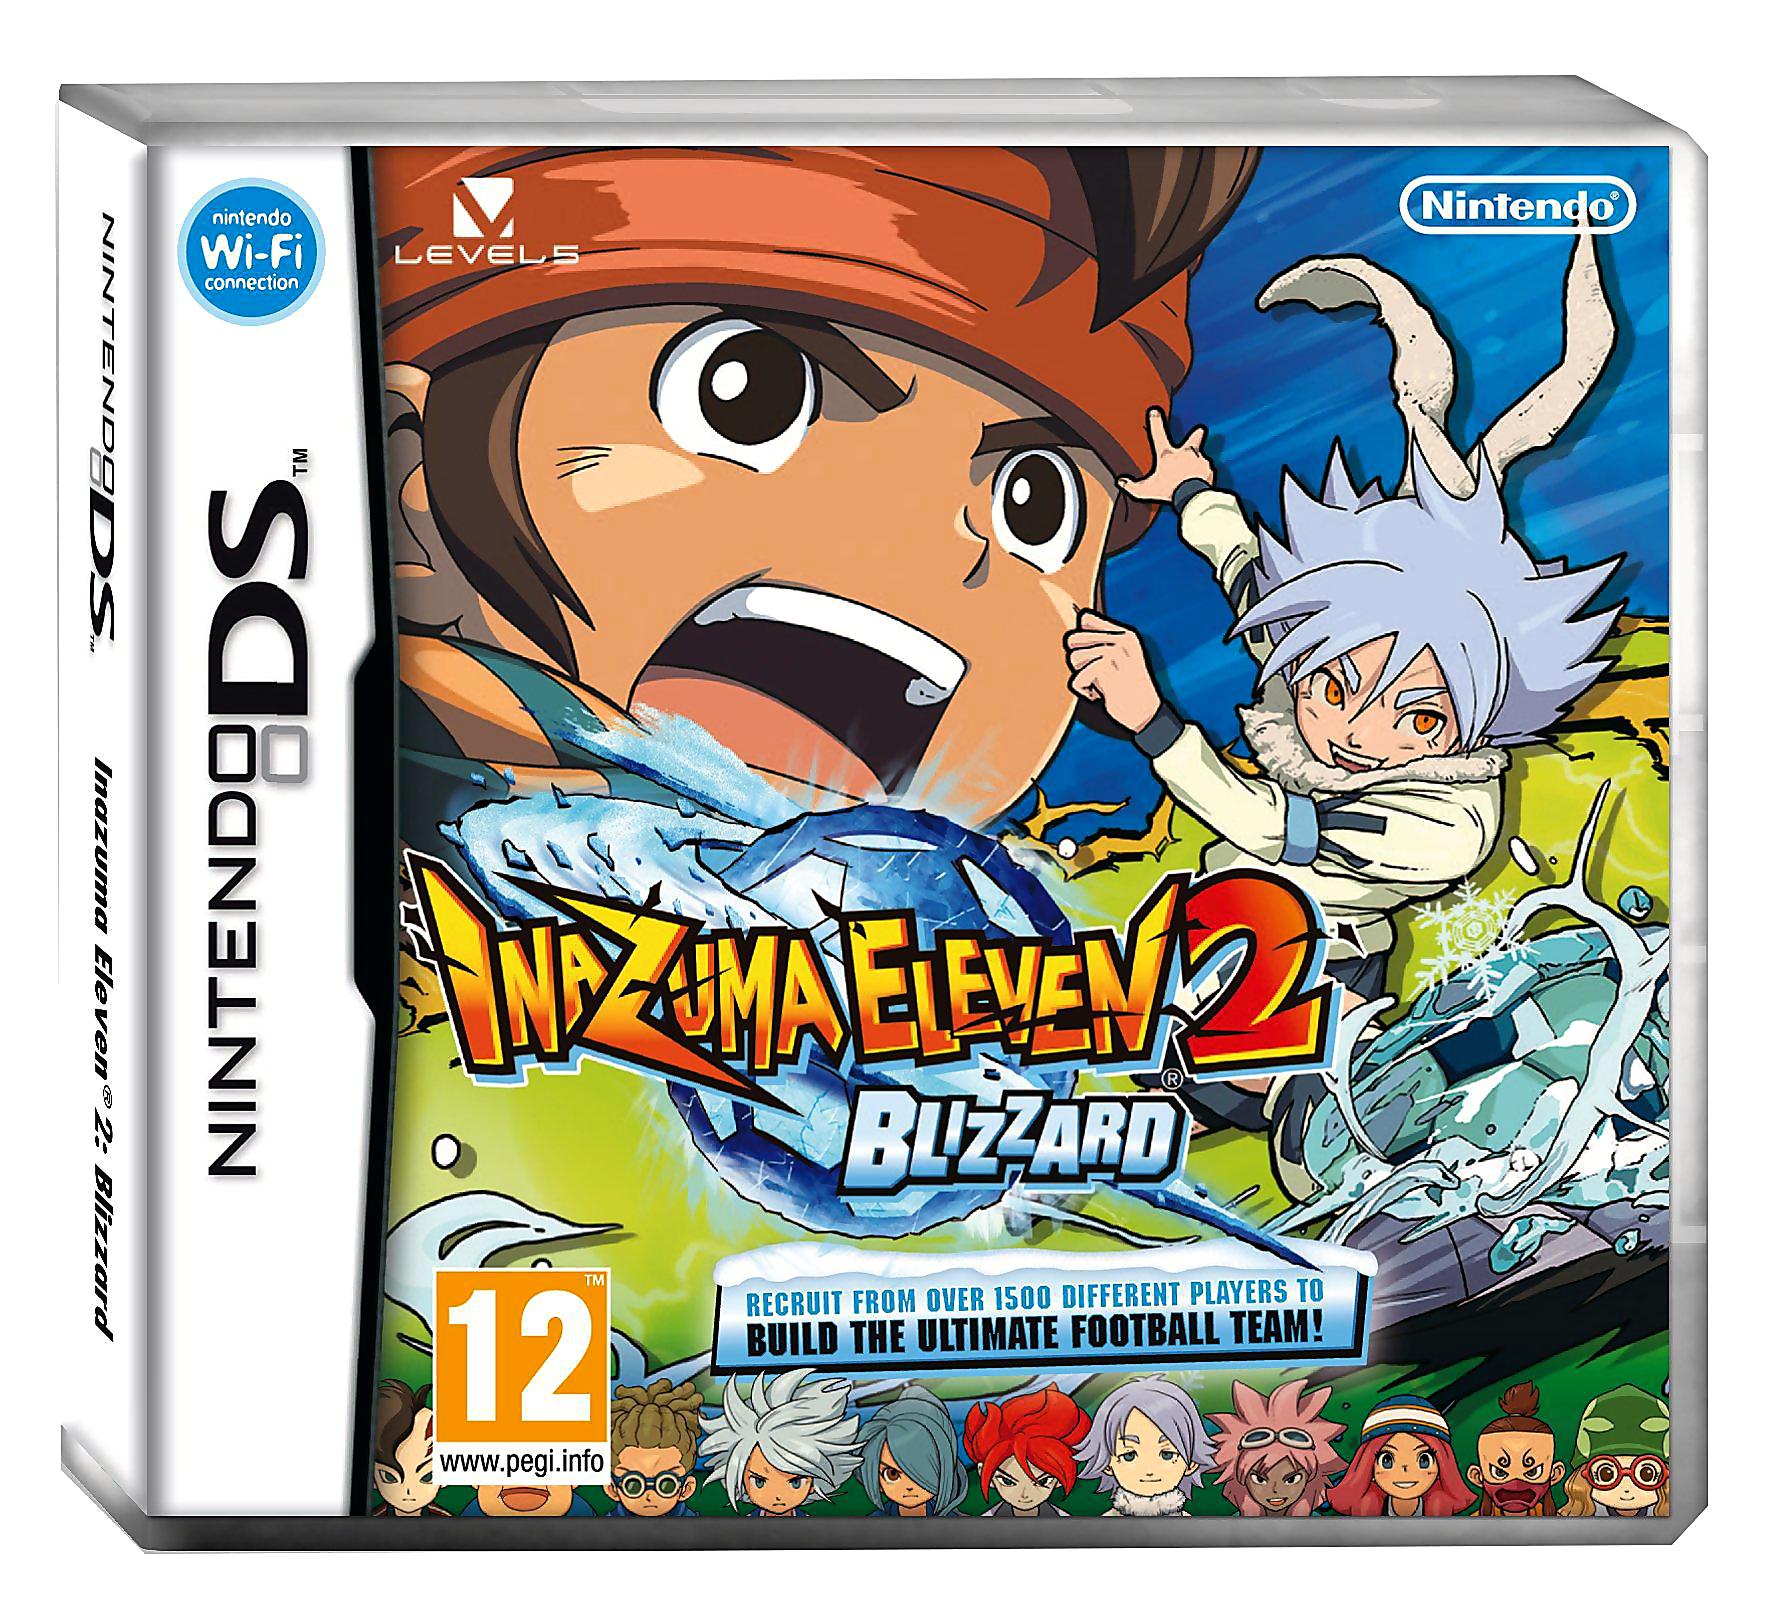 NINTENDO DS™
Inazuma Eleven® 2: Blizzard
nintendo
Wi-Fi
connection
NINTENDO DS™
LEVEL5
Nintendo®
INAZUMA ELEVEN 2
®
BLIZZARD
RECRUIT FROM OVER 1500 DIFFERENT PLAYERS TO
BUILD THE ULTIMATE FOOTBALL TEAM!
12™
www.pegi.info